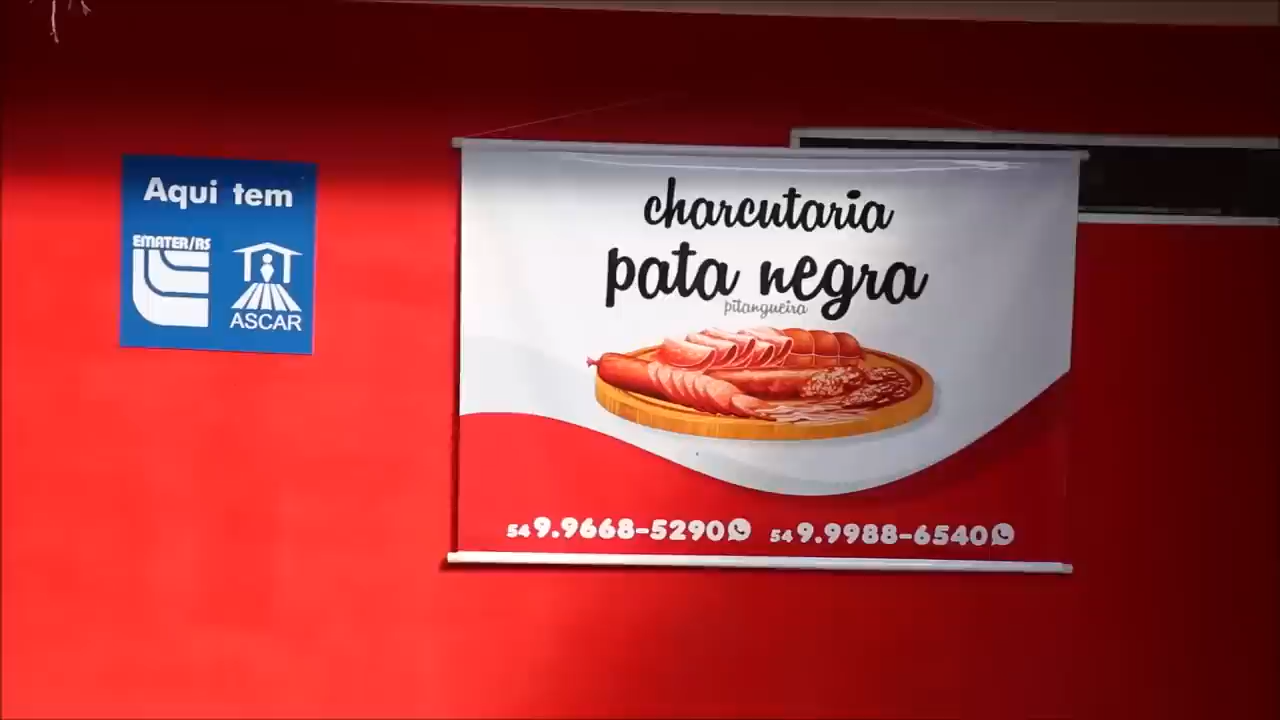 Aqui tem
EMATER/RS
ASCAR
charcutaria
pata negra
pitangueira
54 9.9668-5290 54 9.9988-6540